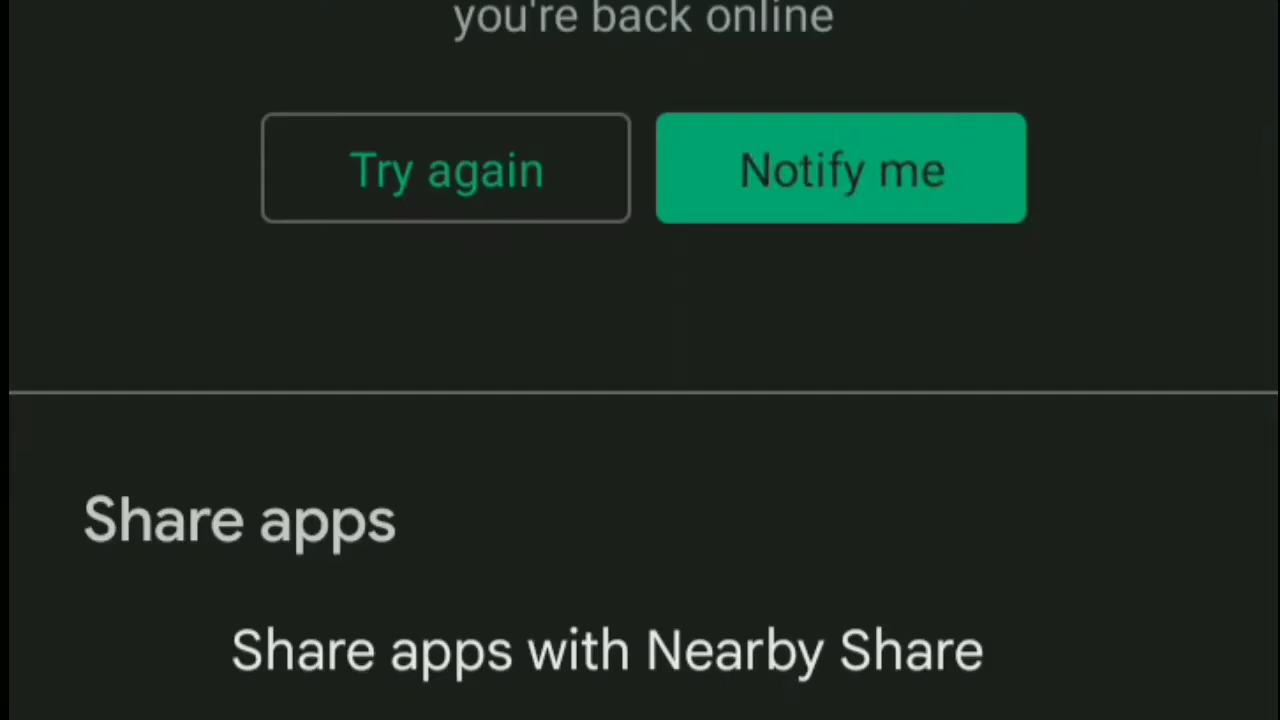 you're back online
Try again
Notify me
Share apps
Share apps with Nearby Share